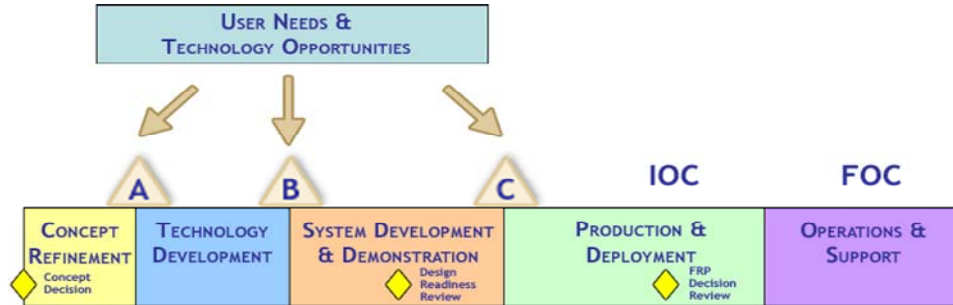 USER NEEDS &
TECHNOLOGY OPPORTUNITIES
A
B
C
IOC
FOC
CONCEPT
REFINEMENT
Concept
Decision
TECHNOLOGY
DEVELOPMENT
SYSTEM DEVELOPMENT
& DEMONSTRATION
Design
Readiness
Review
PRODUCTION &
DEPLOYMENT
FRP
Decision
Review
OPERATIONS &
SUPPORT